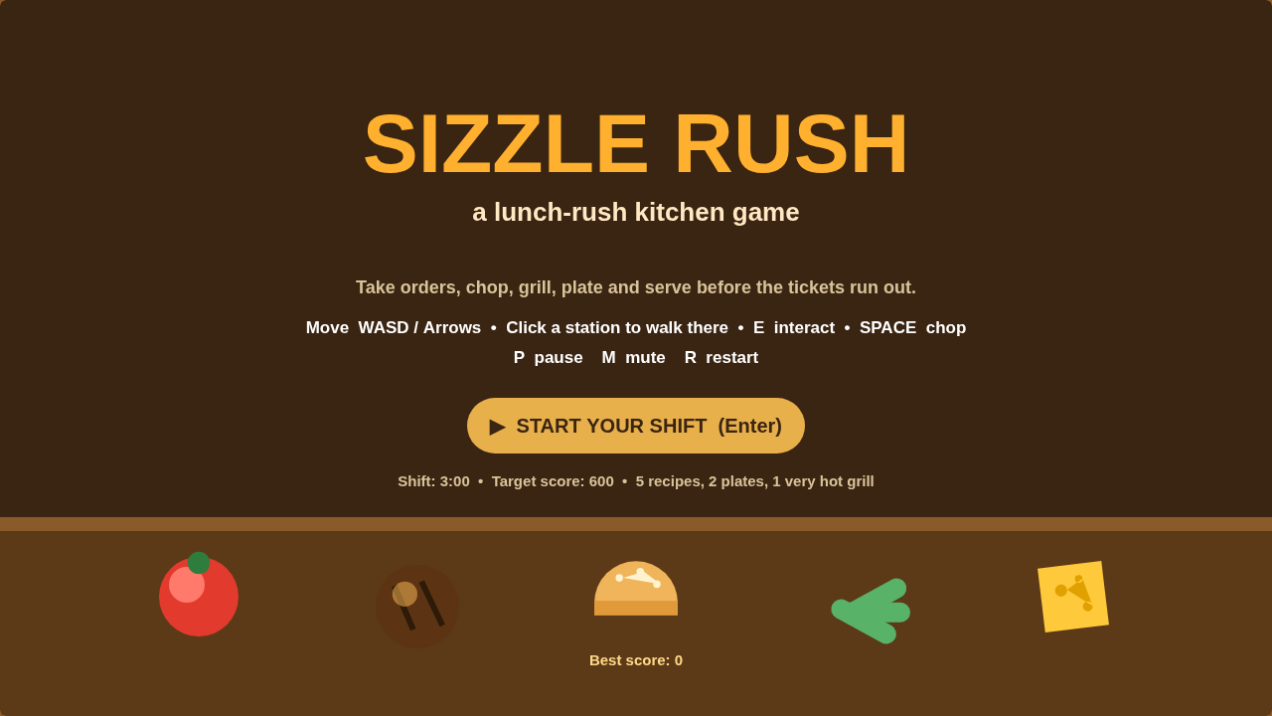 SIZZLE RUSH
a lunch-rush kitchen game
Take orders, chop, grill, plate and serve before the tickets run out.
Move WASD / Arrows • Click a station to walk there • E interact • SPACE chop
P pause M mute R restart
▶ START YOUR SHIFT (Enter)
Shift: 3:00 • Target score: 600 • 5 recipes, 2 plates, 1 very hot grill
Best score: 0